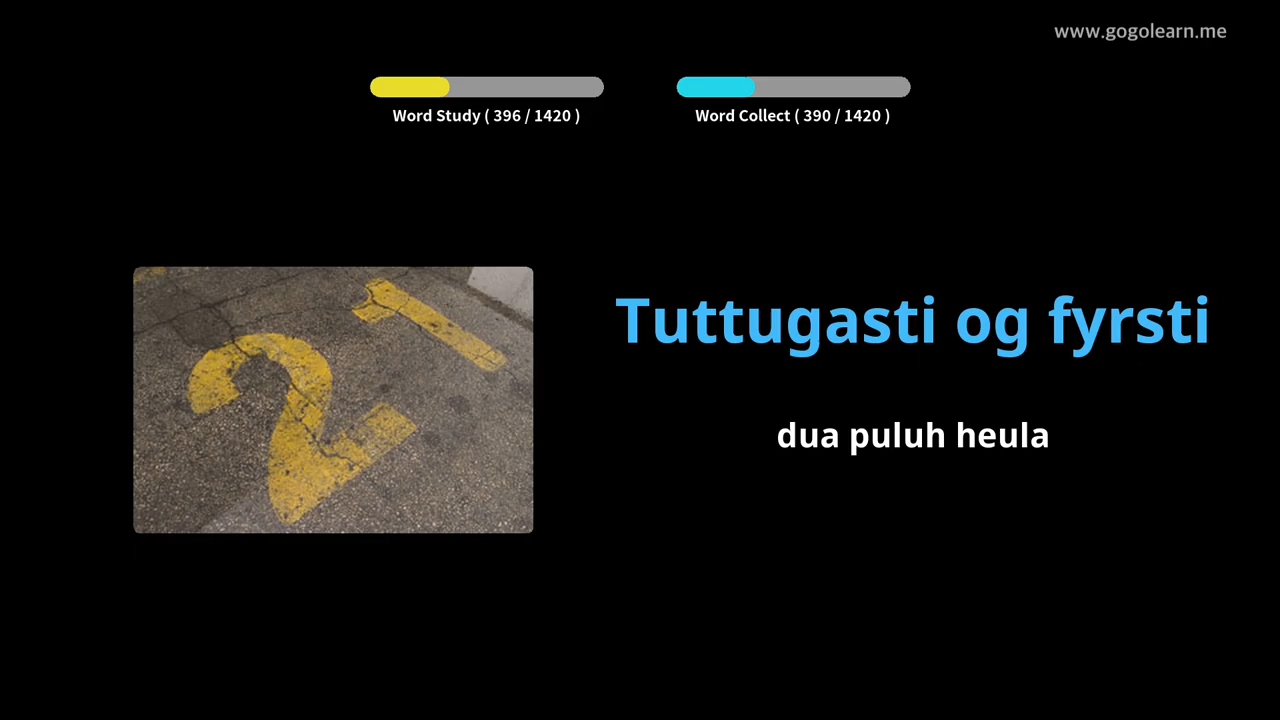 www.gogolearn.me
Word Study ( 396 / 1420 )
Word Collect ( 390 / 1420 )
21
Tuttugasti og fyrsti
dua puluh heula